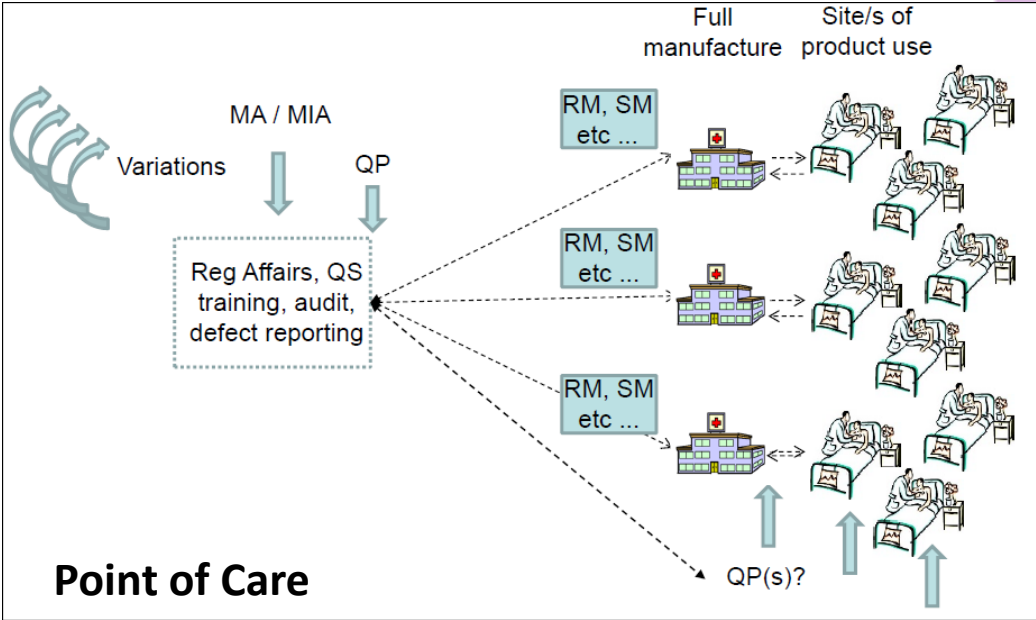 Full
manufacture
Site/s of
product use
RM, SM
etc ...
MA / MIA
Variations
QP
RM, SM
etc ...
Reg Affairs, QS
training, audit,
defect reporting
RM, SM
etc ...
QP(s)?
Point of Care